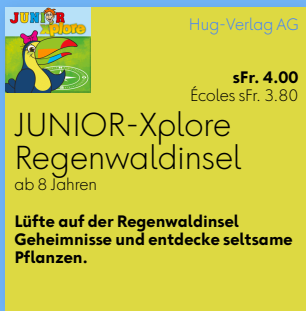 JUNIOR
Xplore
Hug-Verlag AG
sFr. 4.00
Écoles sFr. 3.80
JUNIOR-Xplore
Regenwaldinsel
ab 8 Jahren
Lüfte auf der Regenwaldinsel
Geheimnisse und entdecke seltsame
Pflanzen.